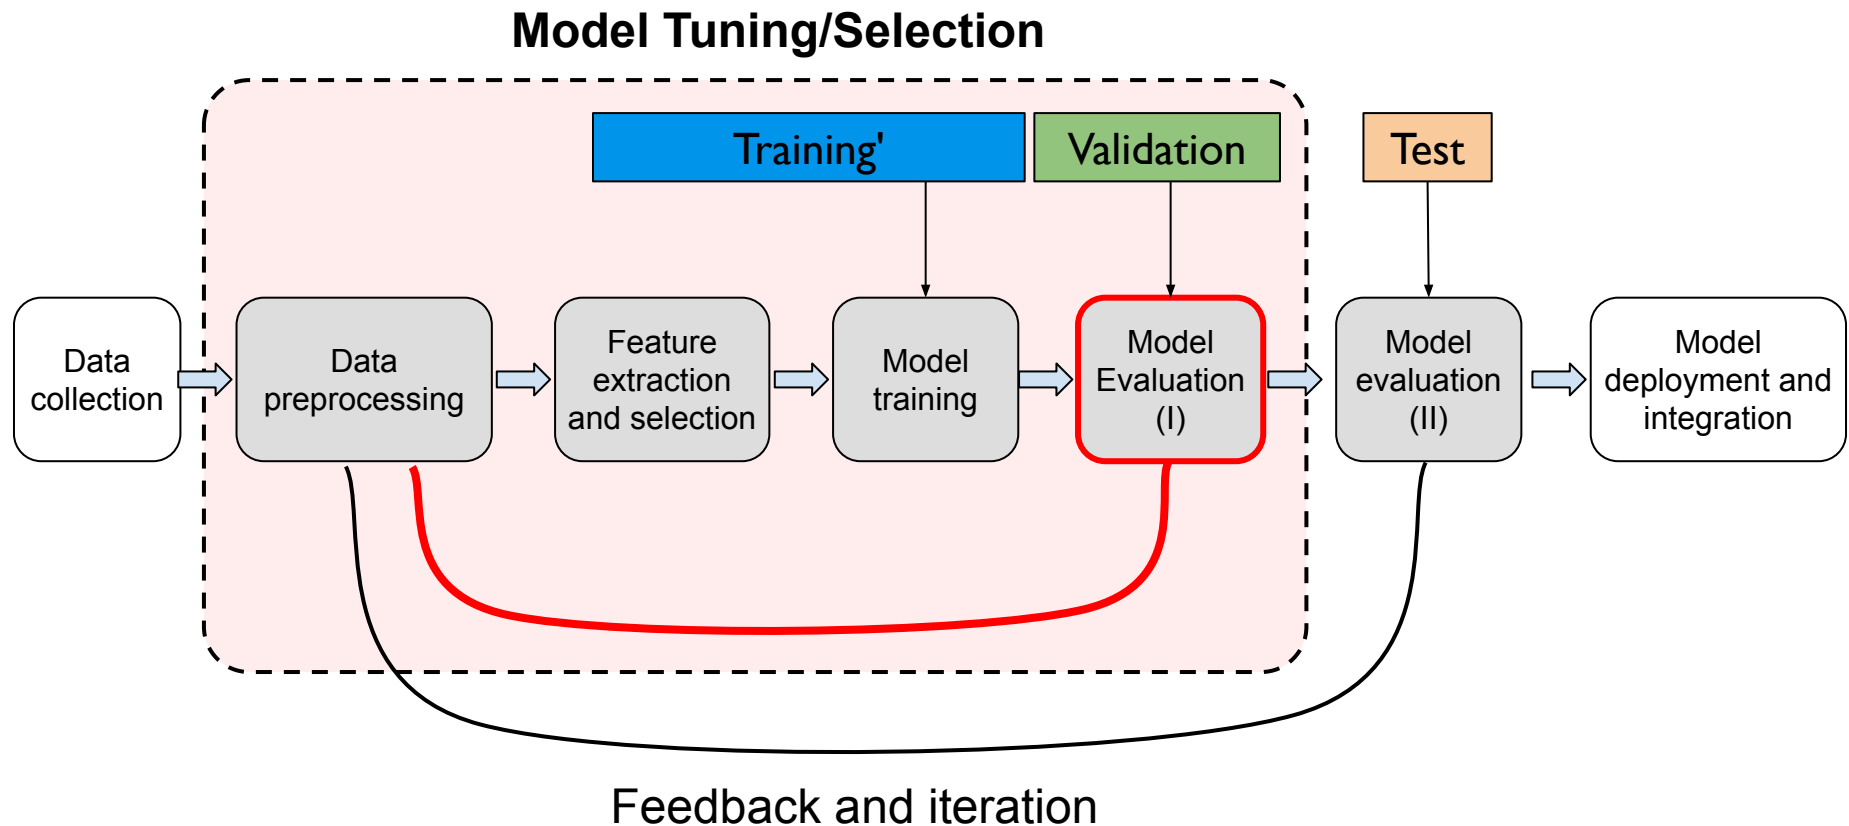 Model Tuning/Selection
Training'
Validation
Test
Data
collection
Data
preprocessing
Feature
extraction
and selection
Model
training
Model
Evaluation
(I)
Model
evaluation
(II)
Model
deployment and
integration
Feedback and iteration